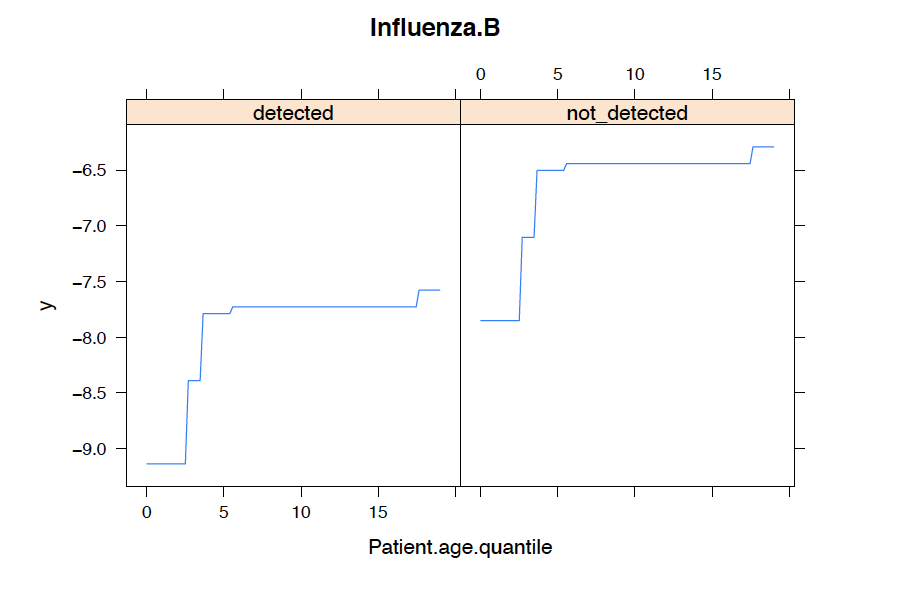 Influenza.B
0 5 10 15
detected not_detected
−6.5
−7.0
−7.5
−8.0
−8.5
−9.0
y
0 5 10 15
Patient.age.quantile